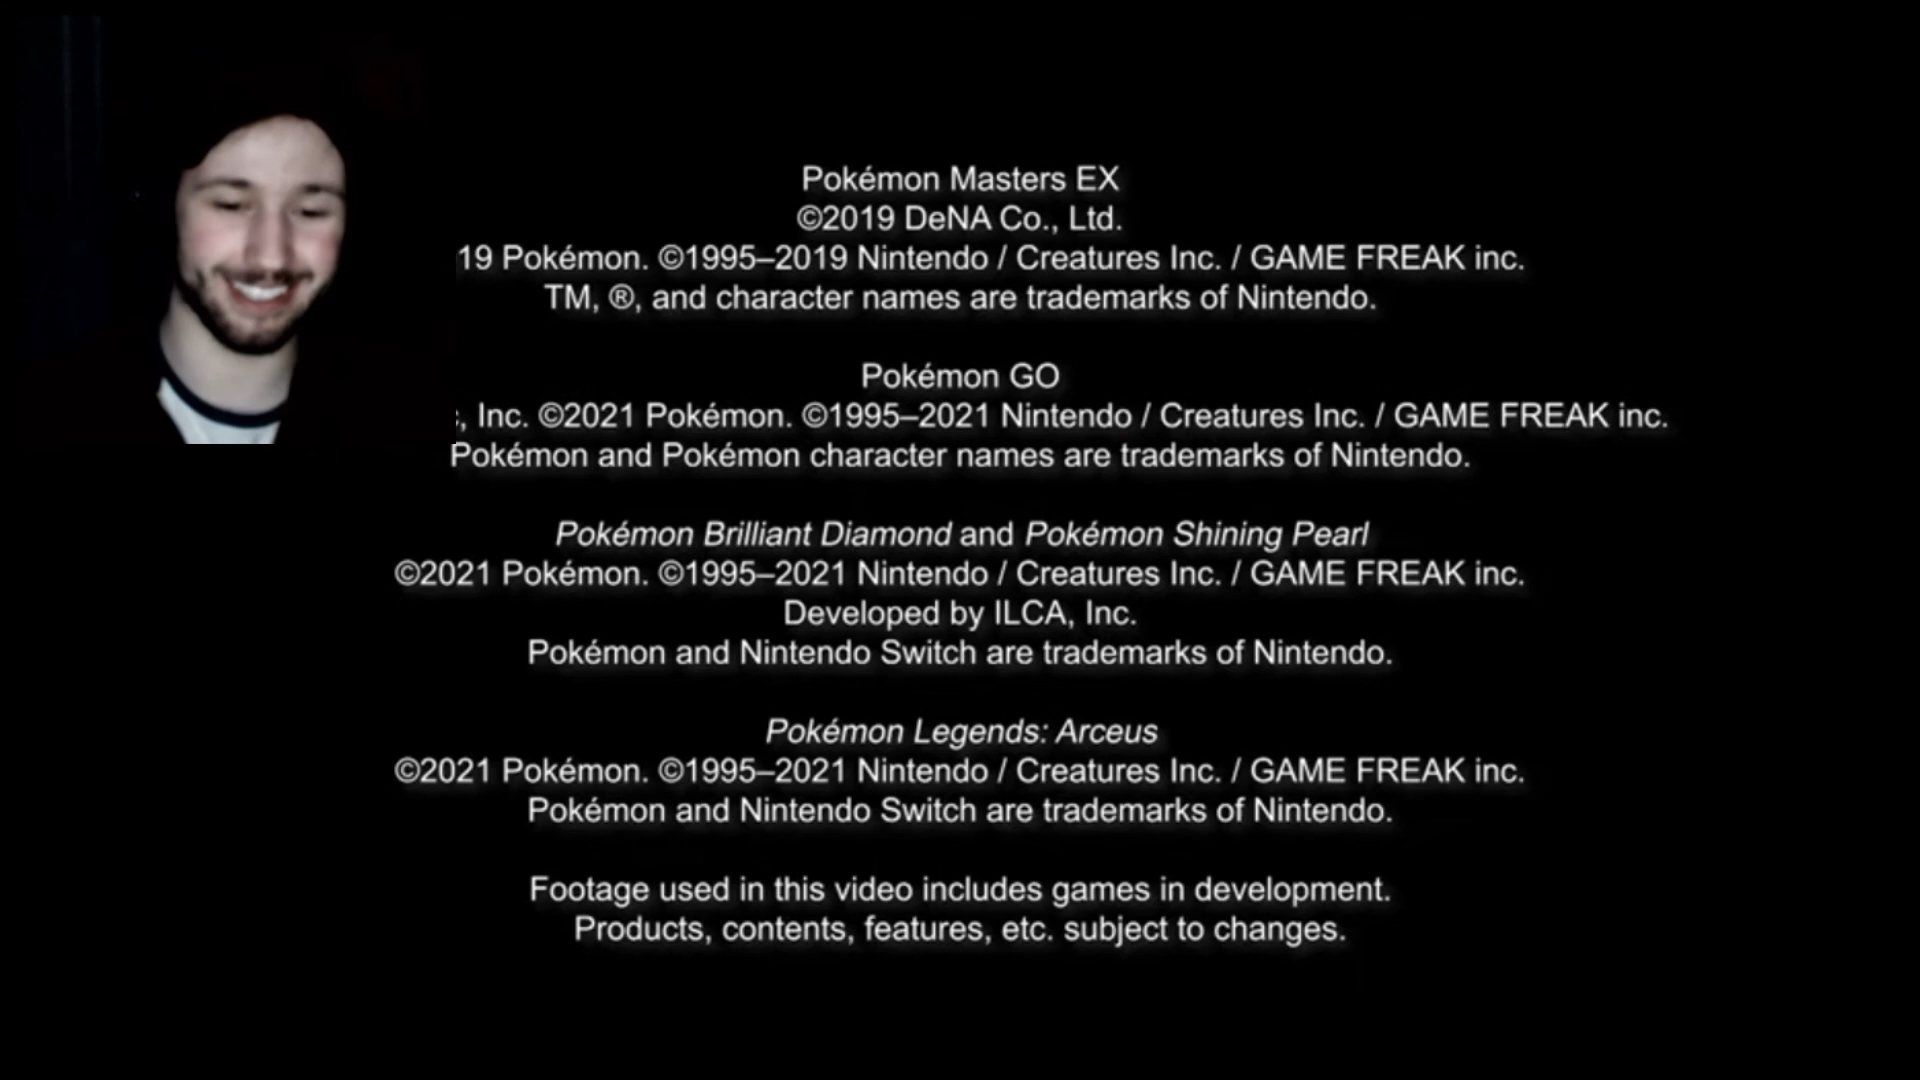 Pokémon Masters EX
©2019 DeNA Co., Ltd.
19 Pokémon. ©1995–2019 Nintendo / Creatures Inc. / GAME FREAK inc.
TM, ®, and character names are trademarks of Nintendo.
Pokémon GO
, Inc. ©2021 Pokémon. ©1995–2021 Nintendo / Creatures Inc. / GAME FREAK inc.
Pokémon and Pokémon character names are trademarks of Nintendo.
Pokémon Brilliant Diamond and Pokémon Shining Pearl
©2021 Pokémon. ©1995–2021 Nintendo / Creatures Inc. / GAME FREAK inc.
Developed by ILCA, Inc.
Pokémon and Nintendo Switch are trademarks of Nintendo.
Pokémon Legends: Arceus
©2021 Pokémon. ©1995–2021 Nintendo / Creatures Inc. / GAME FREAK inc.
Pokémon and Nintendo Switch are trademarks of Nintendo.
Footage used in this video includes games in development.
Products, contents, features, etc. subject to changes.